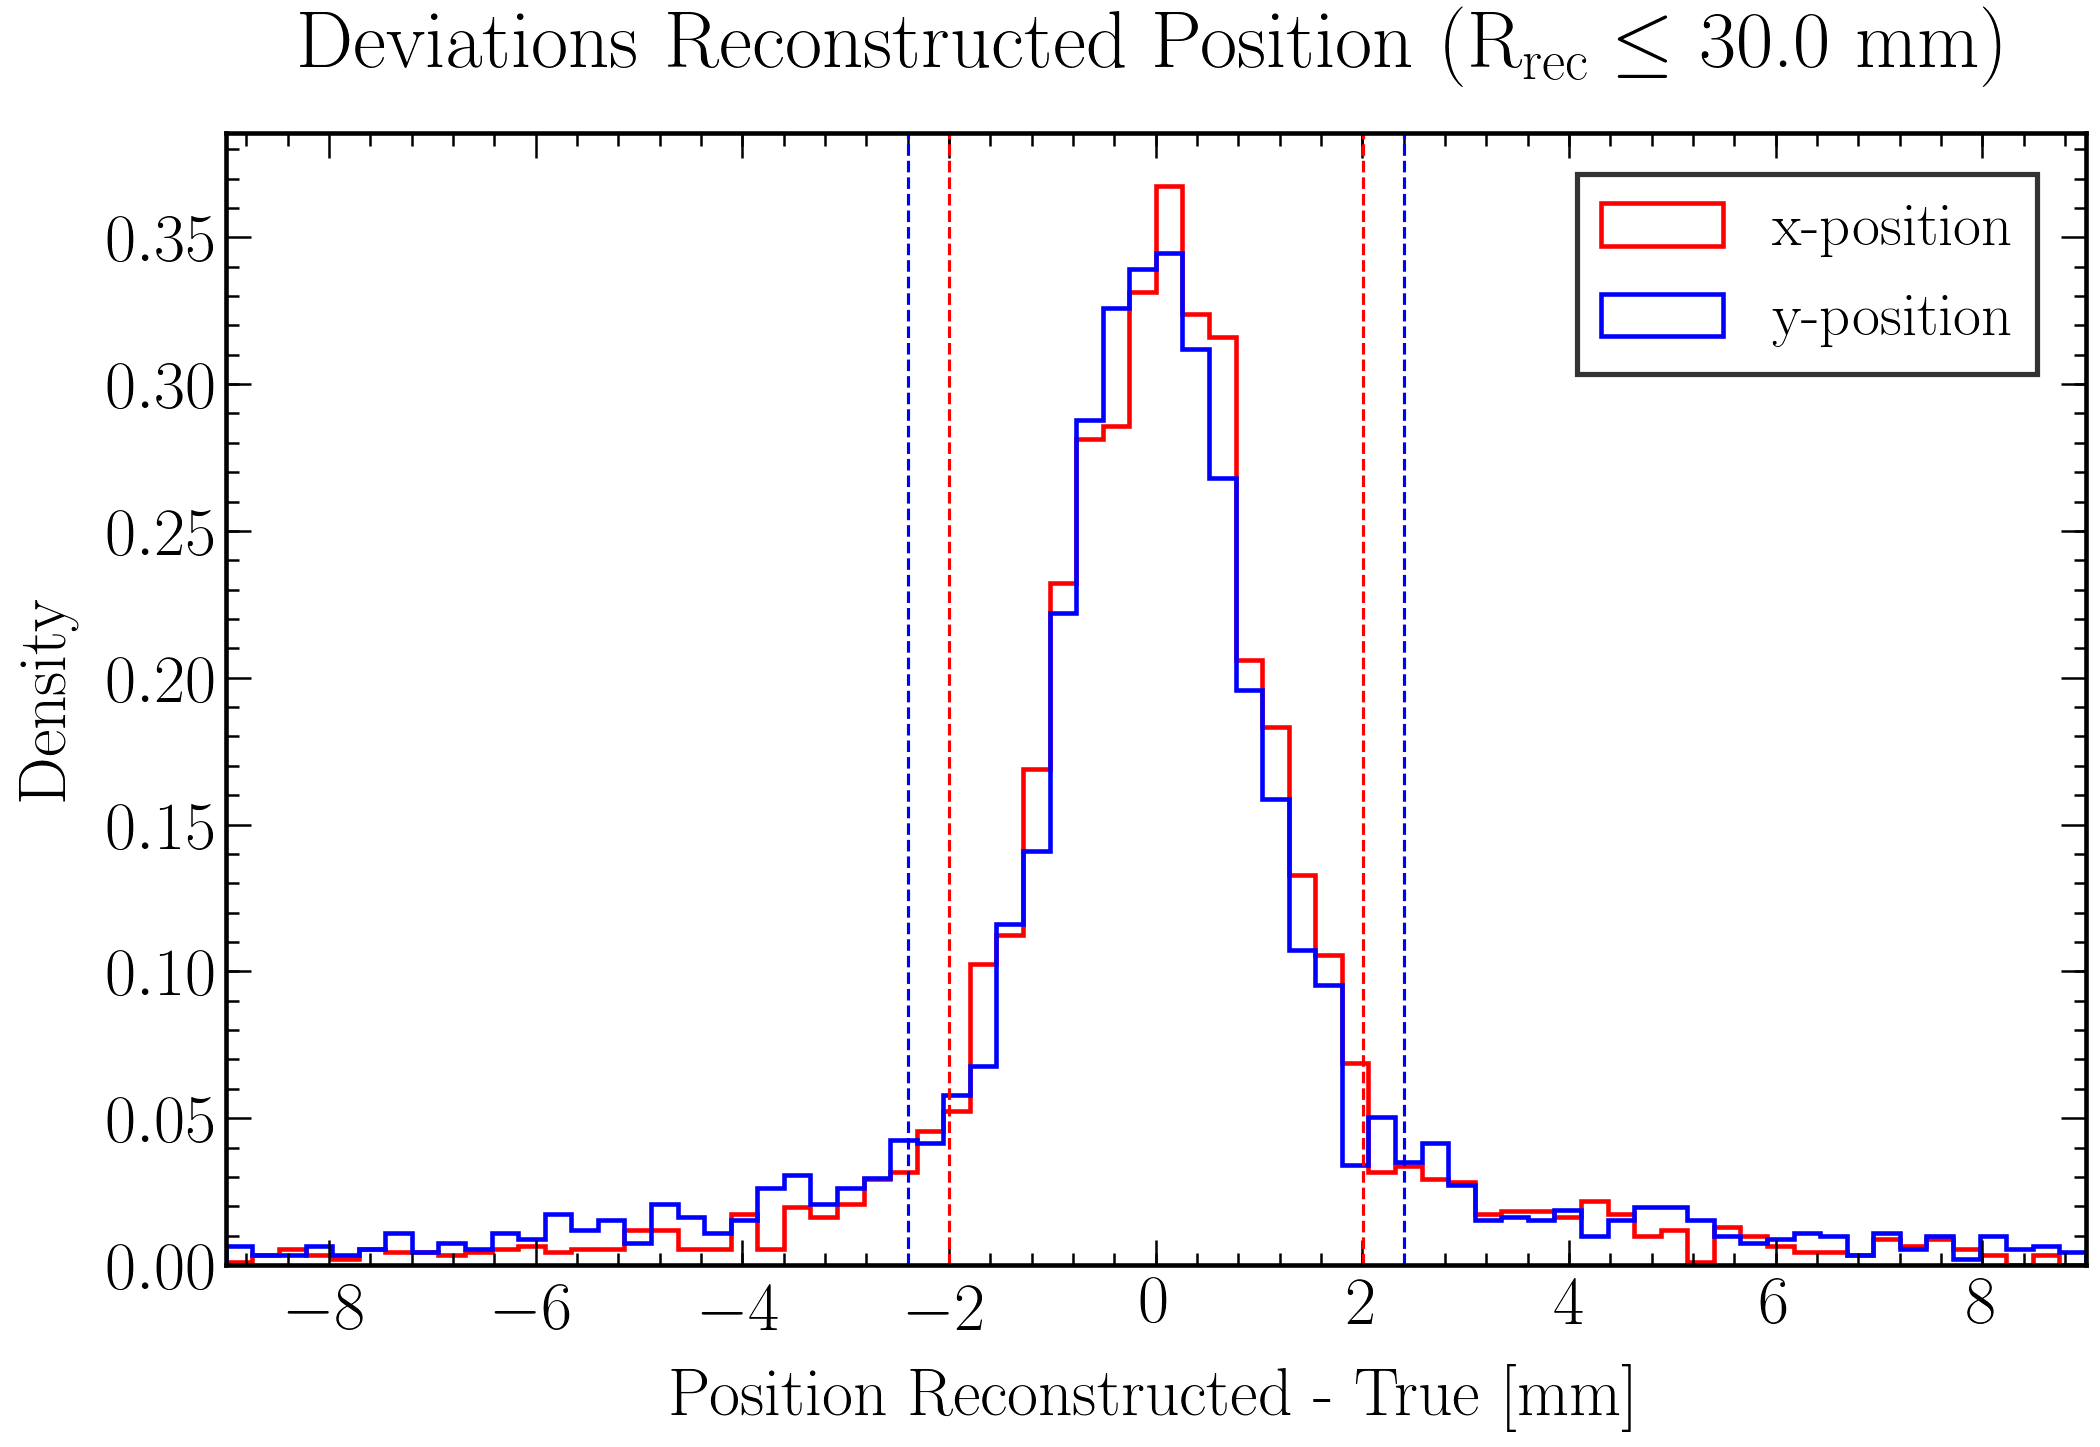 Deviations Reconstructed Position (R_rec ≤ 30.0 mm)
x-position
y-position
Density
0.35
0.30
0.25
0.20
0.15
0.10
0.05
0.00
−8 −6 −4 −2 0 2 4 6 8
Position Reconstructed - True [mm]